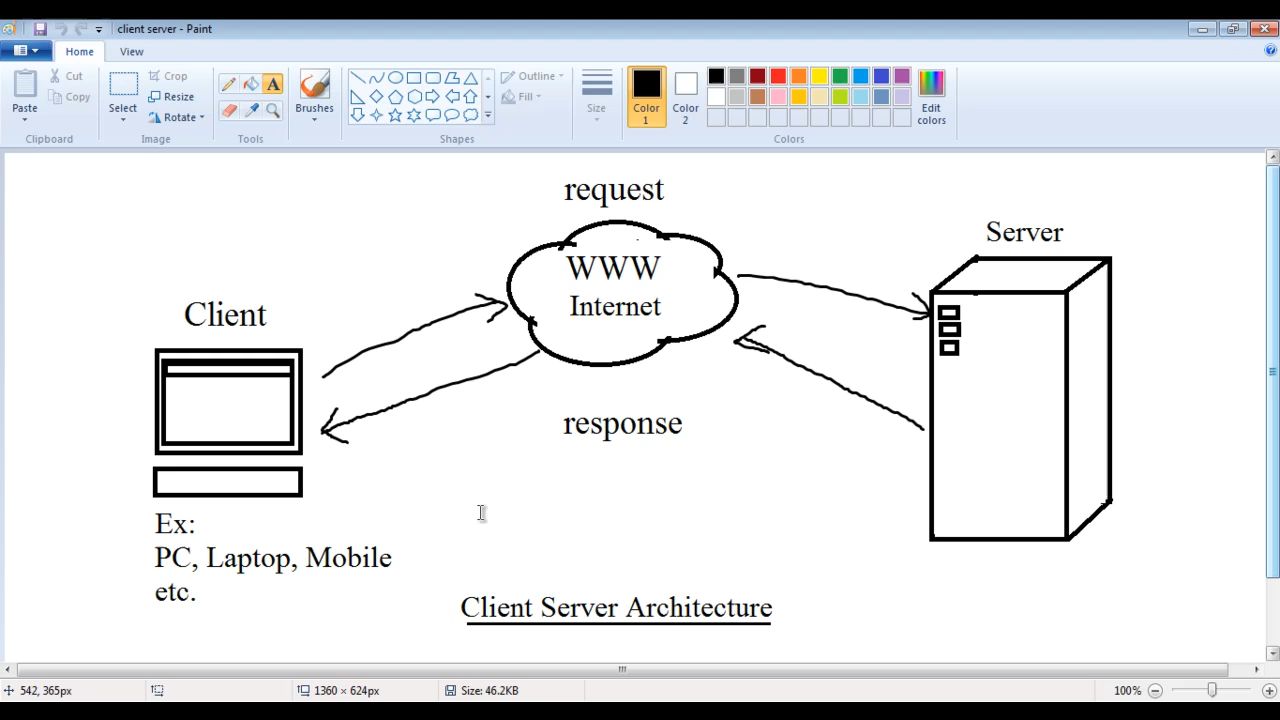 client server - Paint
Home
View
Paste
Cut
Copy
Clipboard
Select
Crop
Resize
Rotate
Image
Tools
Brushes
Shapes
Outline
Fill
Size
Color 1
Color 2
Edit colors
Colors
request
Server
WWW
Internet
Client
response
Ex:
PC, Laptop, Mobile
etc.
Client Server Architecture
542, 365px
1360 × 624px
Size: 46.2KB
100%